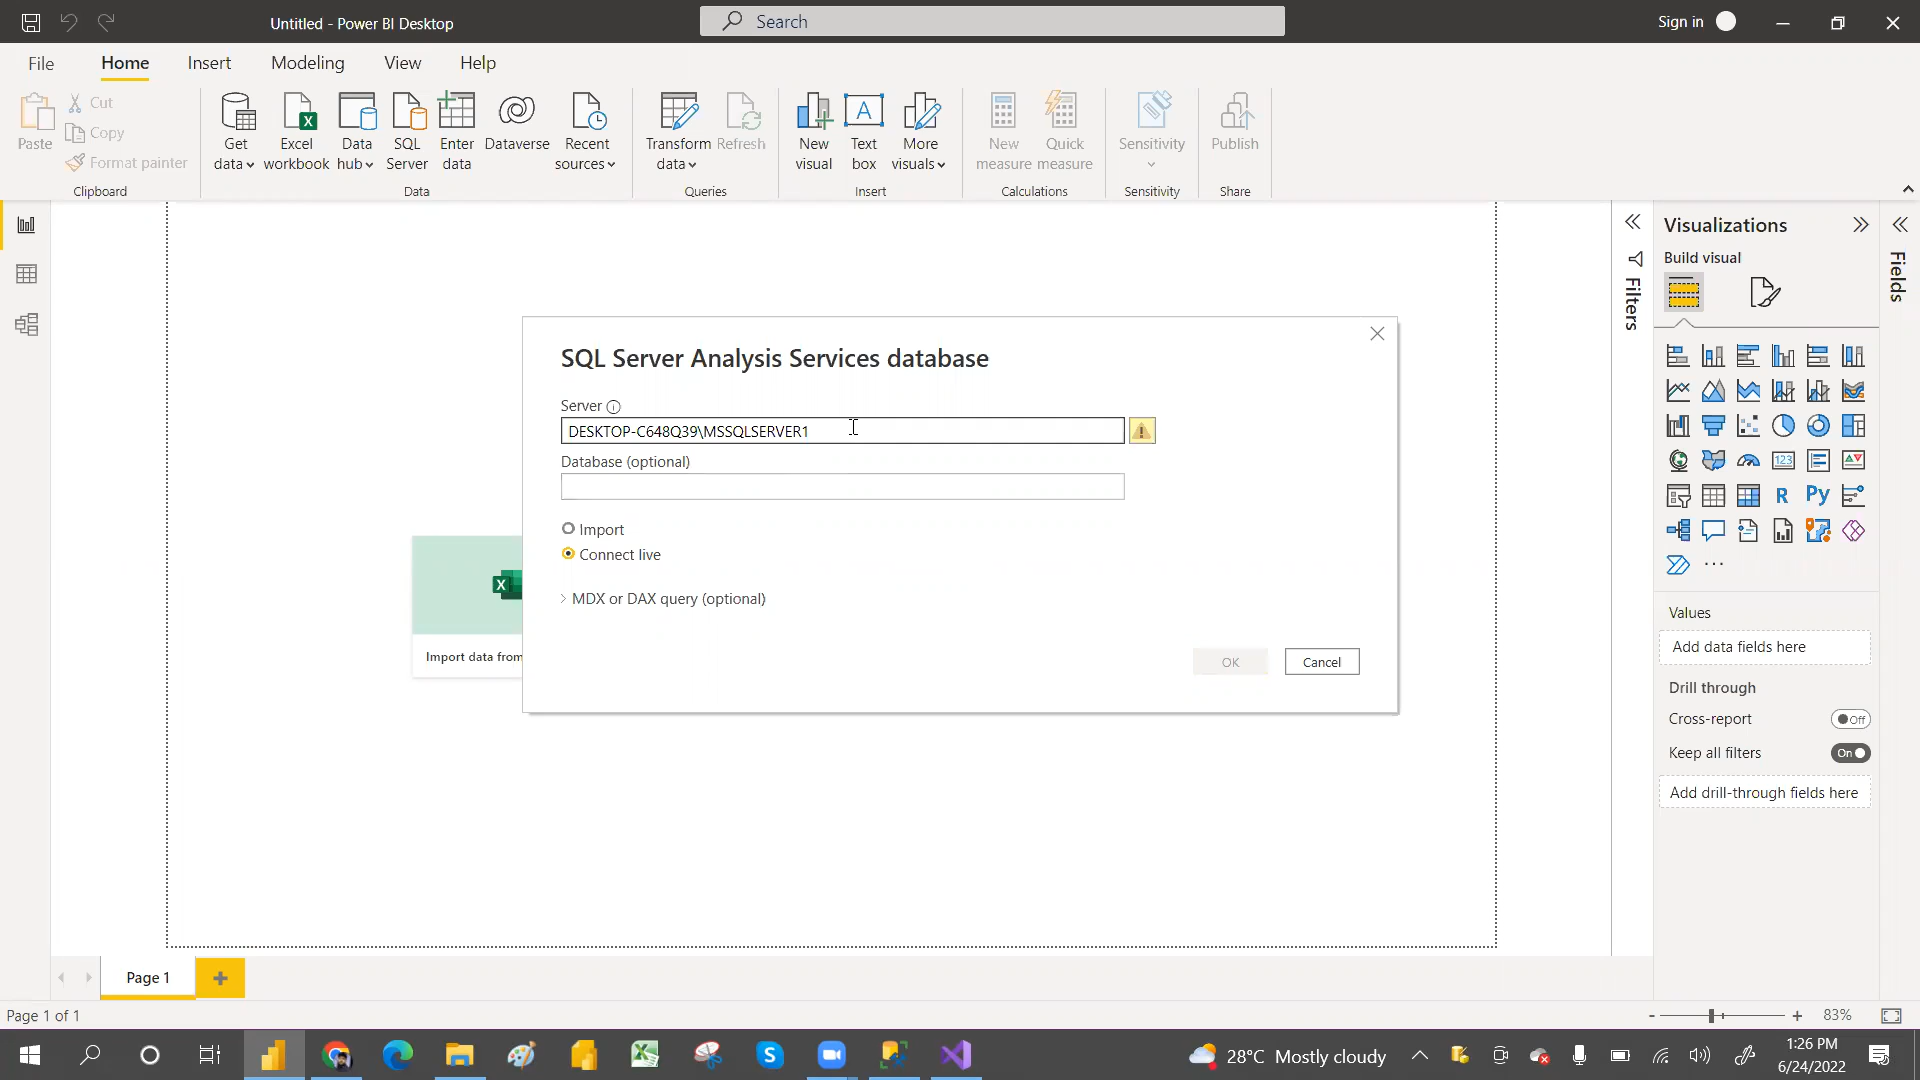 Untitled - Power BI Desktop
Search
Sign in
File Home Insert Modeling View Help
Paste
Cut
Copy
Format painter
Clipboard
Get data
Excel workbook
Data hub
SQL Server
Enter data
Dataverse
Recent sources
Data
Transform data
Refresh
Queries
New visual
Text box
More visuals
Insert
New measure
Quick measure
Calculations
Sensitivity
Sensitivity
Publish
Share
SQL Server Analysis Services database
Server
DESKTOP-C648Q39\MSSQLSERVER1
Database (optional)
Import
Connect live
MDX or DAX query (optional)
OK
Cancel
Import data from
Filters
Visualizations
Build visual
123
R
Py
...
Values
Add data fields here
Drill through
Cross-report
Off
Keep all filters
On
Add drill-through fields here
Fields
Page 1
Page 1 of 1
- + 83%
28°C Mostly cloudy
1:26 PM
6/24/2022